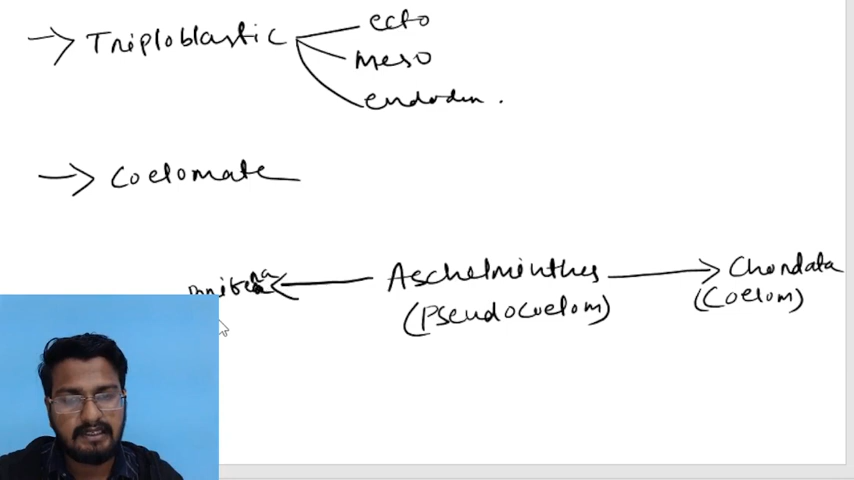 → Triploblastic
ecto
meso
endoderm.
→ Coelomate
Aschelminthes → Chordata
(Pseudocoelom) (Coelom)